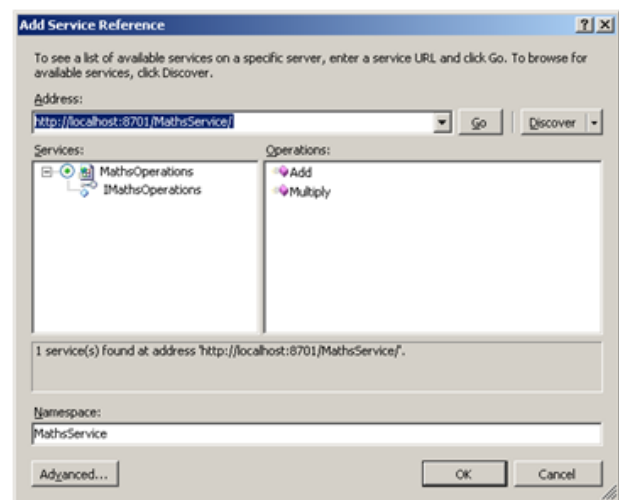 Add Service Reference
To see a list of available services on a specific server, enter a service URL and click Go. To browse for
available services, click Discover.
Address:
http://localhost:8701/MathsService/
Go
Discover
Services:
Operations:
MathsOperations
IMathsOperations
Add
Multiply
1 service(s) found at address 'http://localhost:8701/MathsService/'.
Namespace:
MathsService
Advanced...
OK
Cancel